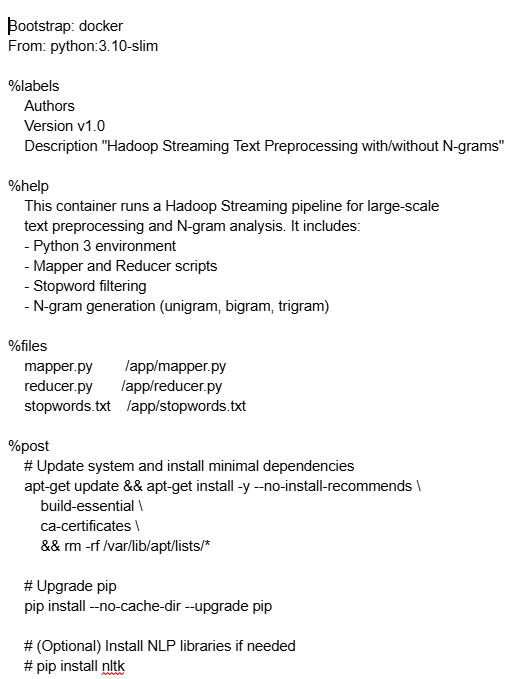 Bootstrap: docker
From: python:3.10-slim
%labels
Authors
Version v1.0
Description "Hadoop Streaming Text Preprocessing with/without N-grams"
%help
This container runs a Hadoop Streaming pipeline for large-scale
text preprocessing and N-gram analysis. It includes:
- Python 3 environment
- Mapper and Reducer scripts
- Stopword filtering
- N-gram generation (unigram, bigram, trigram)
%files
mapper.py /app/mapper.py
reducer.py /app/reducer.py
stopwords.txt /app/stopwords.txt
%post
# Update system and install minimal dependencies
apt-get update && apt-get install -y --no-install-recommends \
build-essential \
ca-certificates \
&& rm -rf /var/lib/apt/lists/*
# Upgrade pip
pip install --no-cache-dir --upgrade pip
# (Optional) Install NLP libraries if needed
# pip install nltk